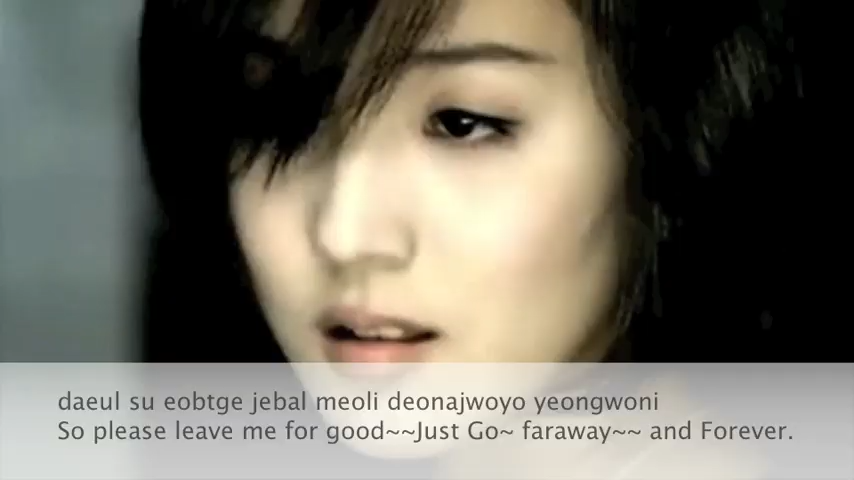 daeul su eobtge jebal meoli deonajwoyo yeongwoni
So please leave me for good~~Just Go~ faraway~~ and Forever.